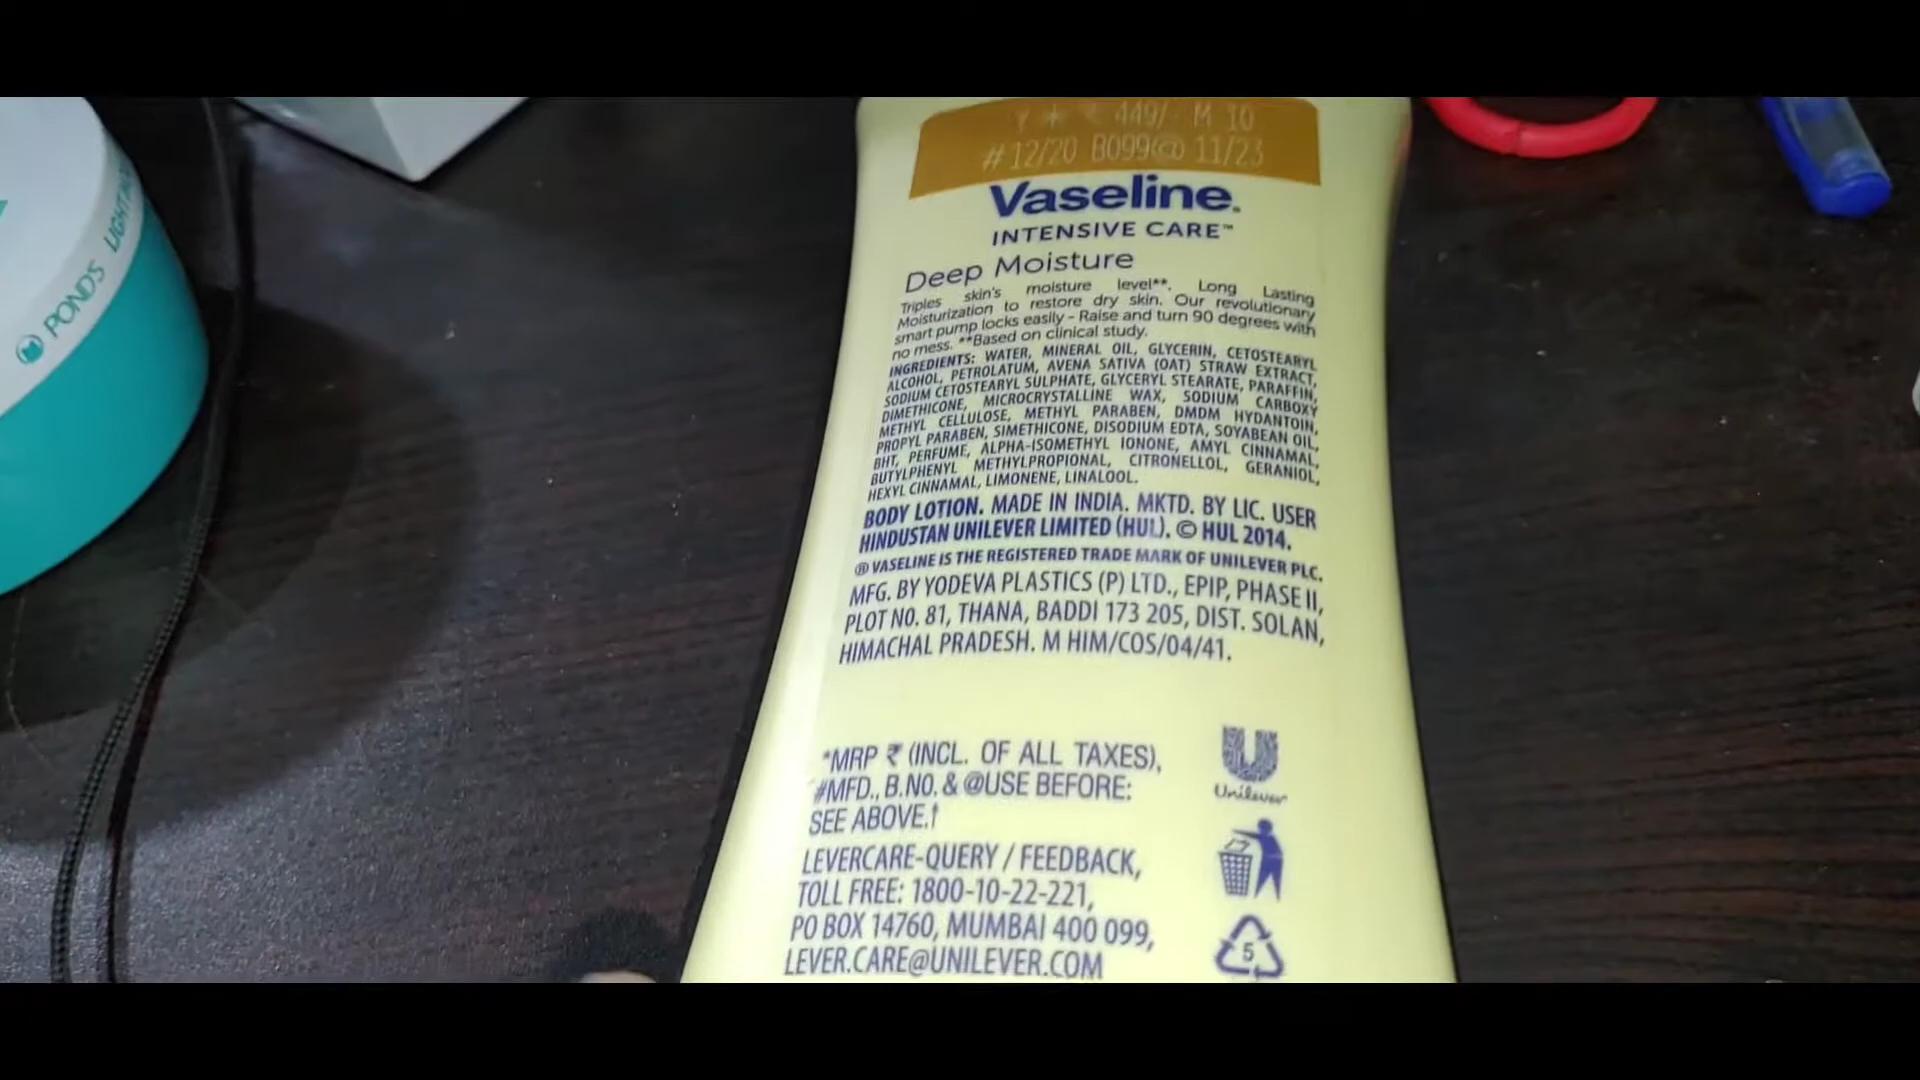 POND'S LIGHT
449/- M 10
#12/20 B099@ 11/23
Vaseline.
INTENSIVE CARE™
Deep Moisture
Triples skin's moisture level**. Long Lasting
Moisturization to restore dry skin. Our revolutionary
smart pump locks easily - Raise and turn 90 degrees with
no mess. **Based on clinical study.
INGREDIENTS: WATER, MINERAL OIL, GLYCERIN, CETOSTEARYL
ALCOHOL, PETROLATUM, AVENA SATIVA (OAT) STRAW EXTRACT,
SODIUM CETOSTEARYL SULPHATE, GLYCERYL STEARATE, PARAFFIN,
DIMETHICONE, MICROCRYSTALLINE WAX, SODIUM CARBOXY
METHYL CELLULOSE, METHYL PARABEN, DMDM HYDANTOIN,
PROPYL PARABEN, SIMETHICONE, DISODIUM EDTA, SOYABEAN OIL,
BHT, PERFUME, ALPHA-ISOMETHYL IONONE, AMYL CINNAMAL,
BUTYLPHENYL METHYLPROPIONAL, CITRONELLOL, GERANIOL,
HEXYL CINNAMAL, LIMONENE, LINALOOL.
BODY LOTION. MADE IN INDIA. MKTD. BY LIC. USER
HINDUSTAN UNILEVER LIMITED (HUL). © HUL 2014.
® VASELINE IS THE REGISTERED TRADE MARK OF UNILEVER PLC.
MFG. BY YODEVA PLASTICS (P) LTD., EPIP, PHASE II,
PLOT NO. 81, THANA, BADDI 173 205, DIST. SOLAN,
HIMACHAL PRADESH. M HIM/COS/04/41.
*MRP ₹ (INCL. OF ALL TAXES),
#MFD., B.NO. & @USE BEFORE:
SEE ABOVE.↑
Unilever
LEVERCARE-QUERY / FEEDBACK,
TOLL FREE: 1800-10-22-221,
PO BOX 14760, MUMBAI 400 099,
LEVER.CARE@UNILEVER.COM
5